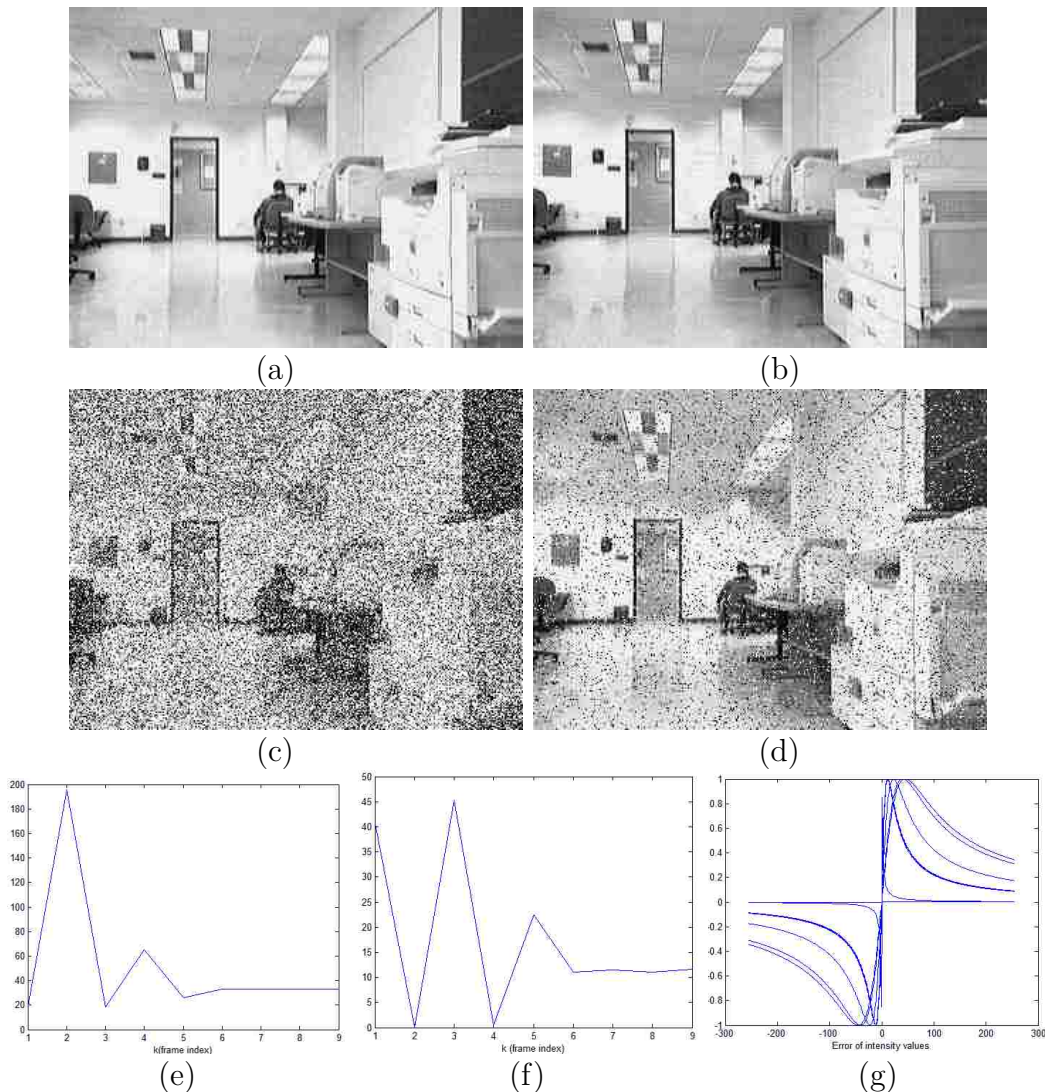 (a)
(b)
(c)
(d)
200
180
160
140
120
100
80
60
40
20
0
1 2 3 4 5 6 7 8 9
k(frame index)
(e)
50
45
40
35
30
25
20
15
10
5
0
1 2 3 4 5 6 7 8 9
k (frame index)
(f)
1
0.8
0.6
0.4
0.2
0
-0.2
-0.4
-0.6
-0.8
-1
-300 -200 -100 0 100 200 300
Error of intensity values
(g)